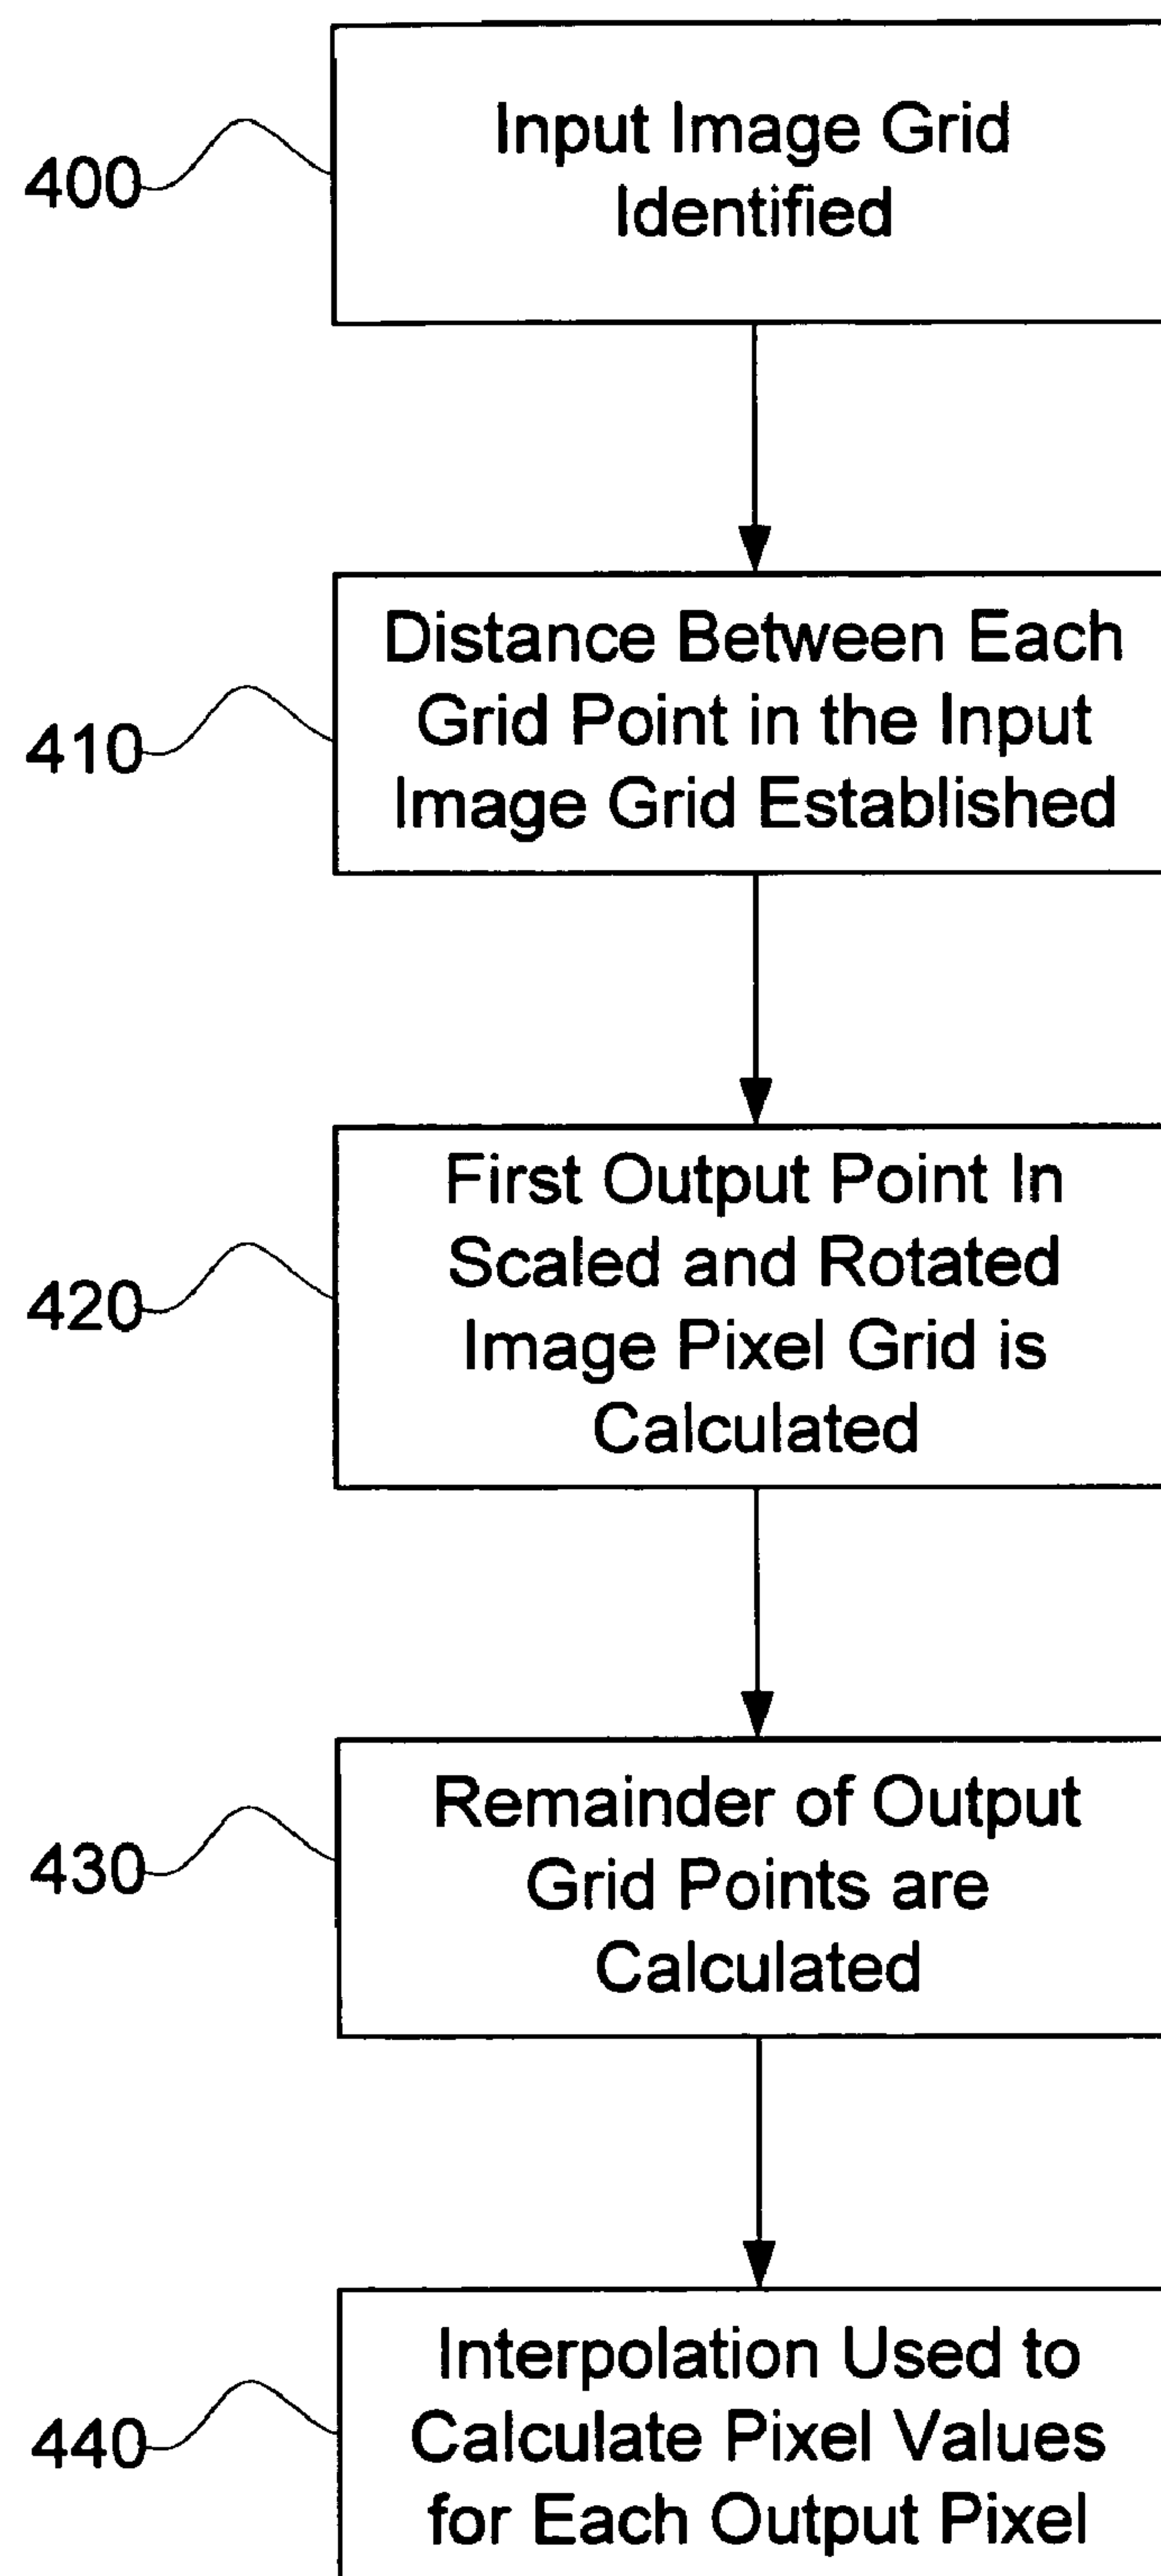 400
Input Image Grid
Identified
410
Distance Between Each
Grid Point in the Input
Image Grid Established
420
First Output Point In
Scaled and Rotated
Image Pixel Grid is
Calculated
430
Remainder of Output
Grid Points are
Calculated
440
Interpolation Used to
Calculate Pixel Values
for Each Output Pixel